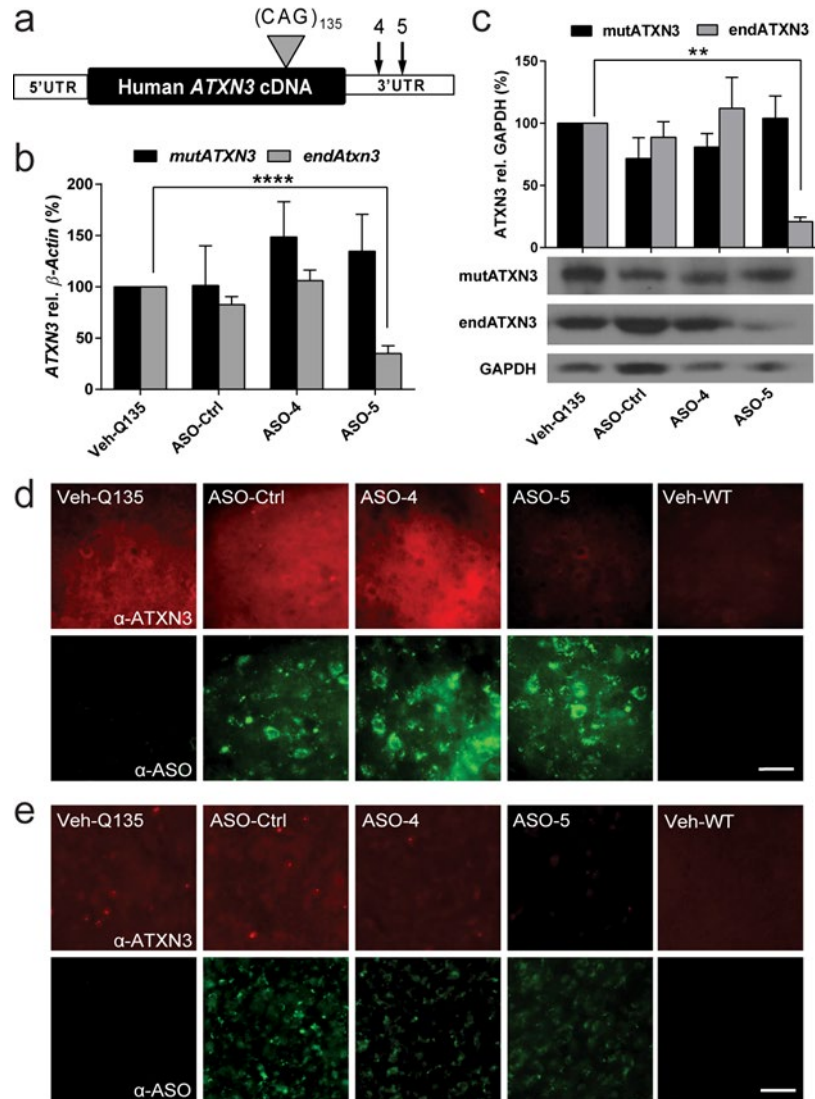 a
(CAG)135
4 5
5'UTR Human ATXN3 cDNA 3'UTR
b
mutATXN3 endAtxn3
****
ATXN3 rel. β-Actin (%)
200
150
100
50
0
Veh-Q135 ASO-Ctrl ASO-4 ASO-5
c
mutATXN3 endATXN3
**
ATXN3 rel. GAPDH (%)
150
100
50
0
mutATXN3
endATXN3
GAPDH
Veh-Q135 ASO-Ctrl ASO-4 ASO-5
d
Veh-Q135 ASO-Ctrl ASO-4 ASO-5 Veh-WT
α-ATXN3
α-ASO
e
Veh-Q135 ASO-Ctrl ASO-4 ASO-5 Veh-WT
α-ATXN3
α-ASO